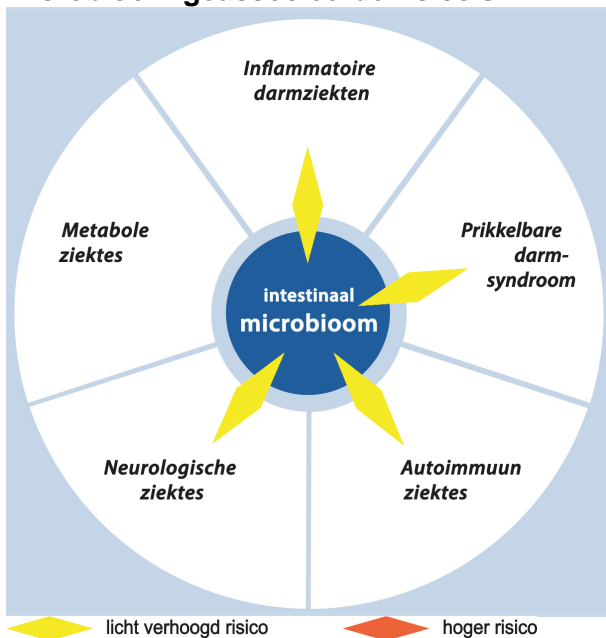 Inflammatoire
darmziekten
Metabole
ziektes
Prikkelbare
darm-
syndroom
intestinaal
microbioom
Neurologische
ziektes
Autoimmuun
ziektes
licht verhoogd risico
hoger risico